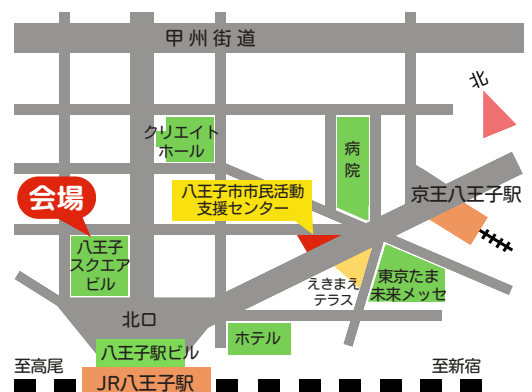 甲州街道
北
クリエイト
ホール
病
院
京王八王子駅
会場
八王子市市民活動
支援センター
八王子
スクエア
ビル
えきまえ
テラス
東京たま
未来メッセ
北口
ホテル
八王子駅ビル
至高尾
至新宿
JR八王子駅